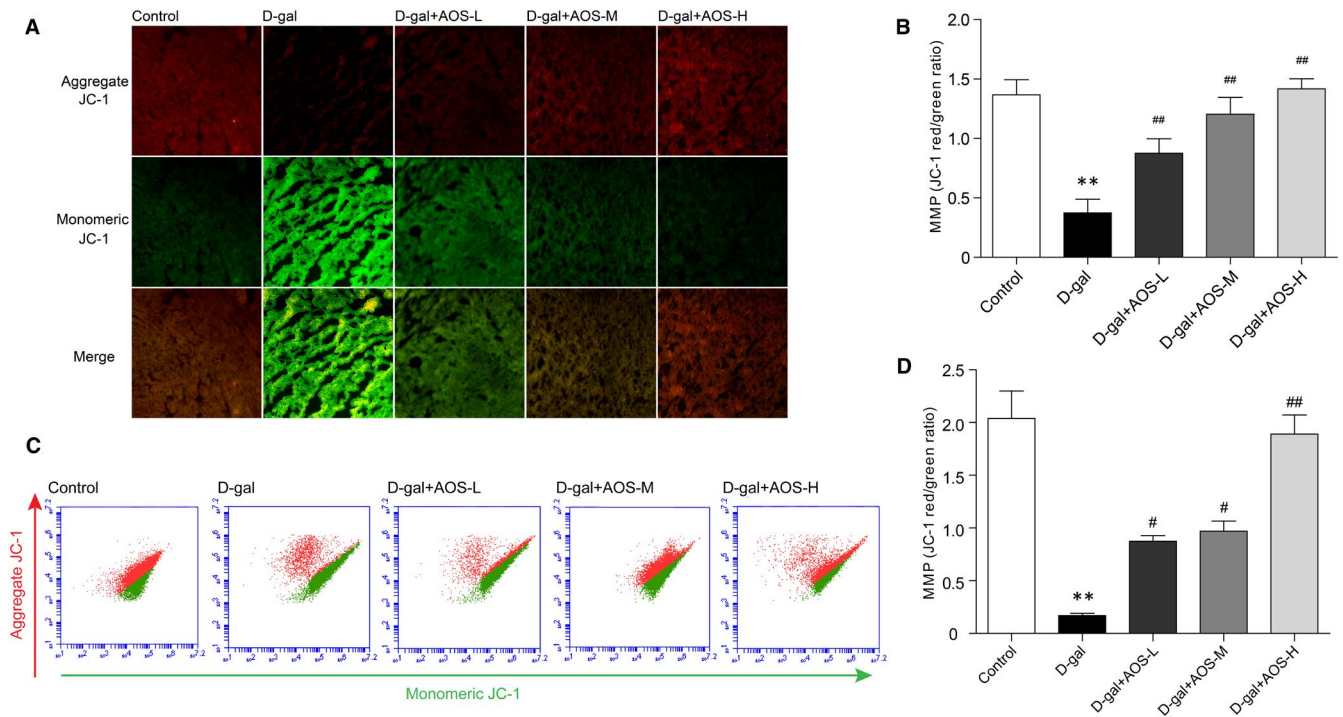 A
Control
D-gal
D-gal+AOS-L
D-gal+AOS-M
D-gal+AOS-H
Aggregate
JC-1
Monomeric
JC-1
Merge
B
MMP (JC-1 red/green ratio)
2.0
1.5
1.0
0.5
0
**
##
##
##
Control
D-gal
D-gal+AOS-L
D-gal+AOS-M
D-gal+AOS-H
C
Aggregate JC-1
Control
D-gal
D-gal+AOS-L
D-gal+AOS-M
D-gal+AOS-H
Monomeric JC-1
D
MMP (JC-1 red/green ratio)
2.5
2.0
1.5
1.0
0.5
0
**
#
#
##
Control
D-gal
D-gal+AOS-L
D-gal+AOS-M
D-gal+AOS-H